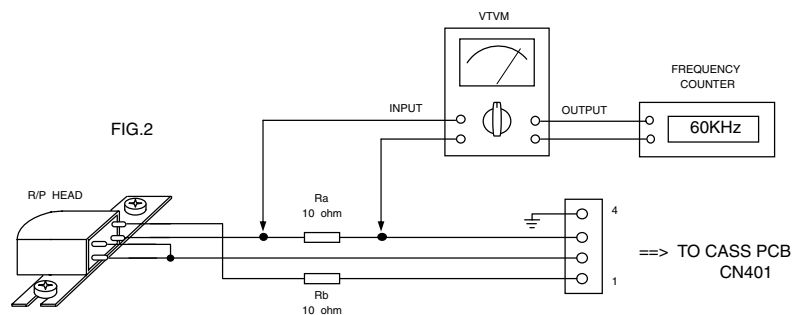 VTVM
FREQUENCY
COUNTER
INPUT
OUTPUT
60KHz
FIG.2
R/P HEAD
Ra
10 ohm
4
==> TO CASS PCB
CN401
1
Rb
10 ohm